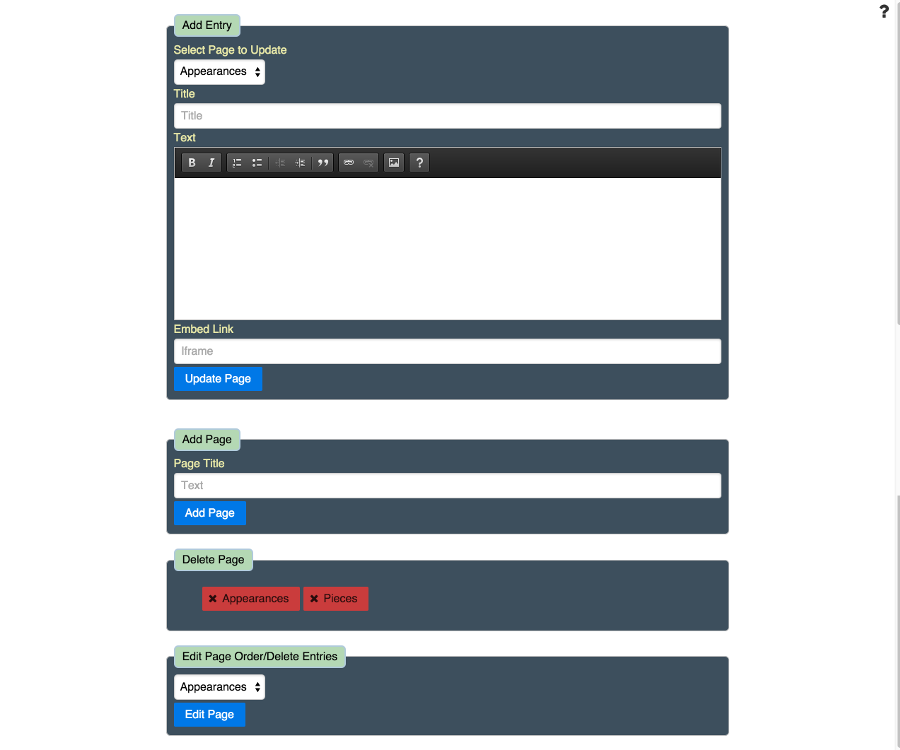 ?
Add Entry
Select Page to Update
Appearances
Title
Title
Text
B I ” ?
Embed Link
Iframe
Update Page
Add Page
Page Title
Text
Add Page
Delete Page
✖ Appearances ✖ Pieces
Edit Page Order/Delete Entries
Appearances
Edit Page